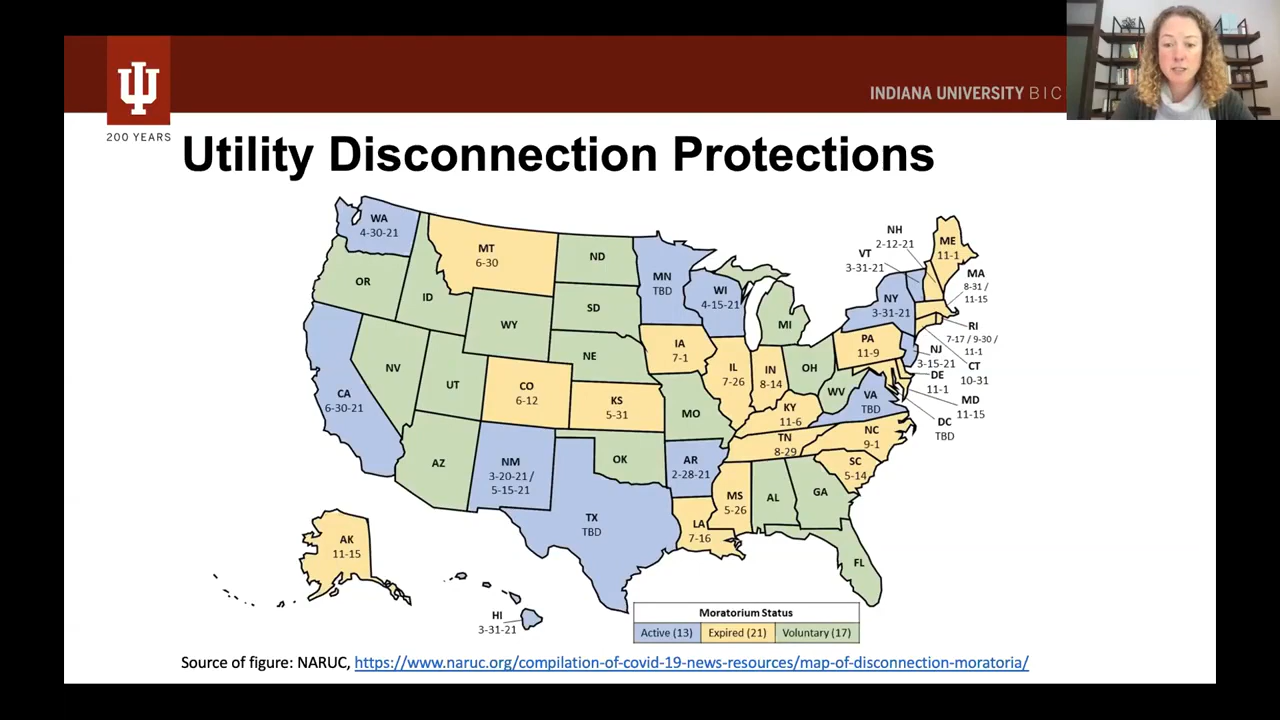 INDIANA UNIVERSITY BIC
200 YEARS
Utility Disconnection Protections
WA
4-30-21
MT
6-30
ND
MN
TBD
WI
4-15-21
NH
2-12-21
VT
3-31-21
ME
11-1
MA
8-31 /
11-15
OR
ID
WY
SD
NE
IA
7-1
MI
NY
3-31-21
PA
11-9
RI
7-17 / 9-30 /
11-1
NJ
3-15-21
CT
10-31
DE
11-1
MD
11-15
DC
TBD
CA
6-30-21
NV
UT
CO
6-12
KS
5-31
MO
IL
7-26
IN
8-14
OH
WV
VA
TBD
KY
11-6
TN
8-29
NC
9-1
SC
5-14
AZ
NM
3-20-21 /
5-15-21
OK
AR
2-28-21
TX
TBD
LA
7-16
MS
5-26
AL
GA
FL
AK
11-15
HI
3-31-21
Moratorium Status
Active (13) Expired (21) Voluntary (17)
Source of figure: NARUC, https://www.naruc.org/compilation-of-covid-19-news-resources/map-of-disconnection-moratoria/